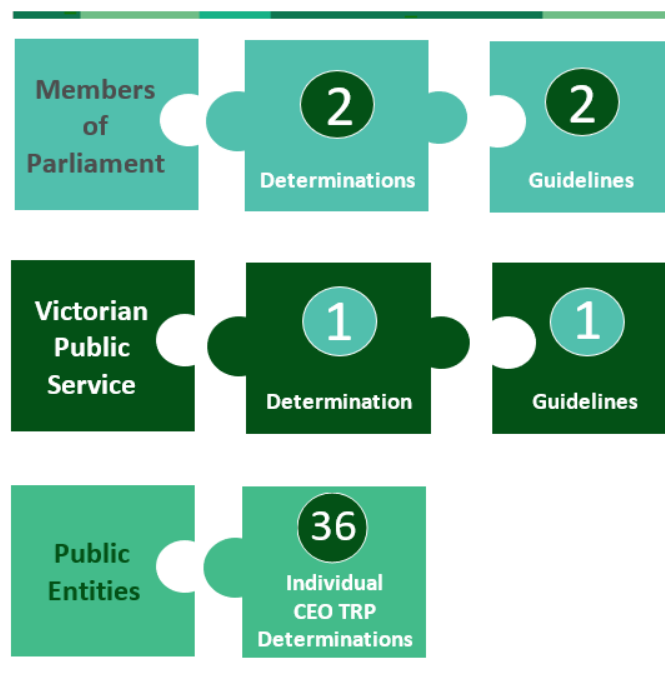 Members
of
Parliament
2
Determinations
2
Guidelines
Victorian
Public
Service
1
Determination
1
Guidelines
Public
Entities
36
Individual
CEO TRP
Determinations